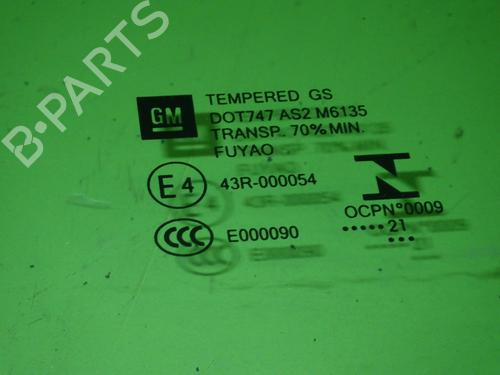 B-PARTS
GM
TEMPERED GS
DOT747 AS2 M6135
TRANSP. 70% MIN.
FUYAO
E4 43R-000054
CCC E000090
OCPN°0009
••••• 21
•••